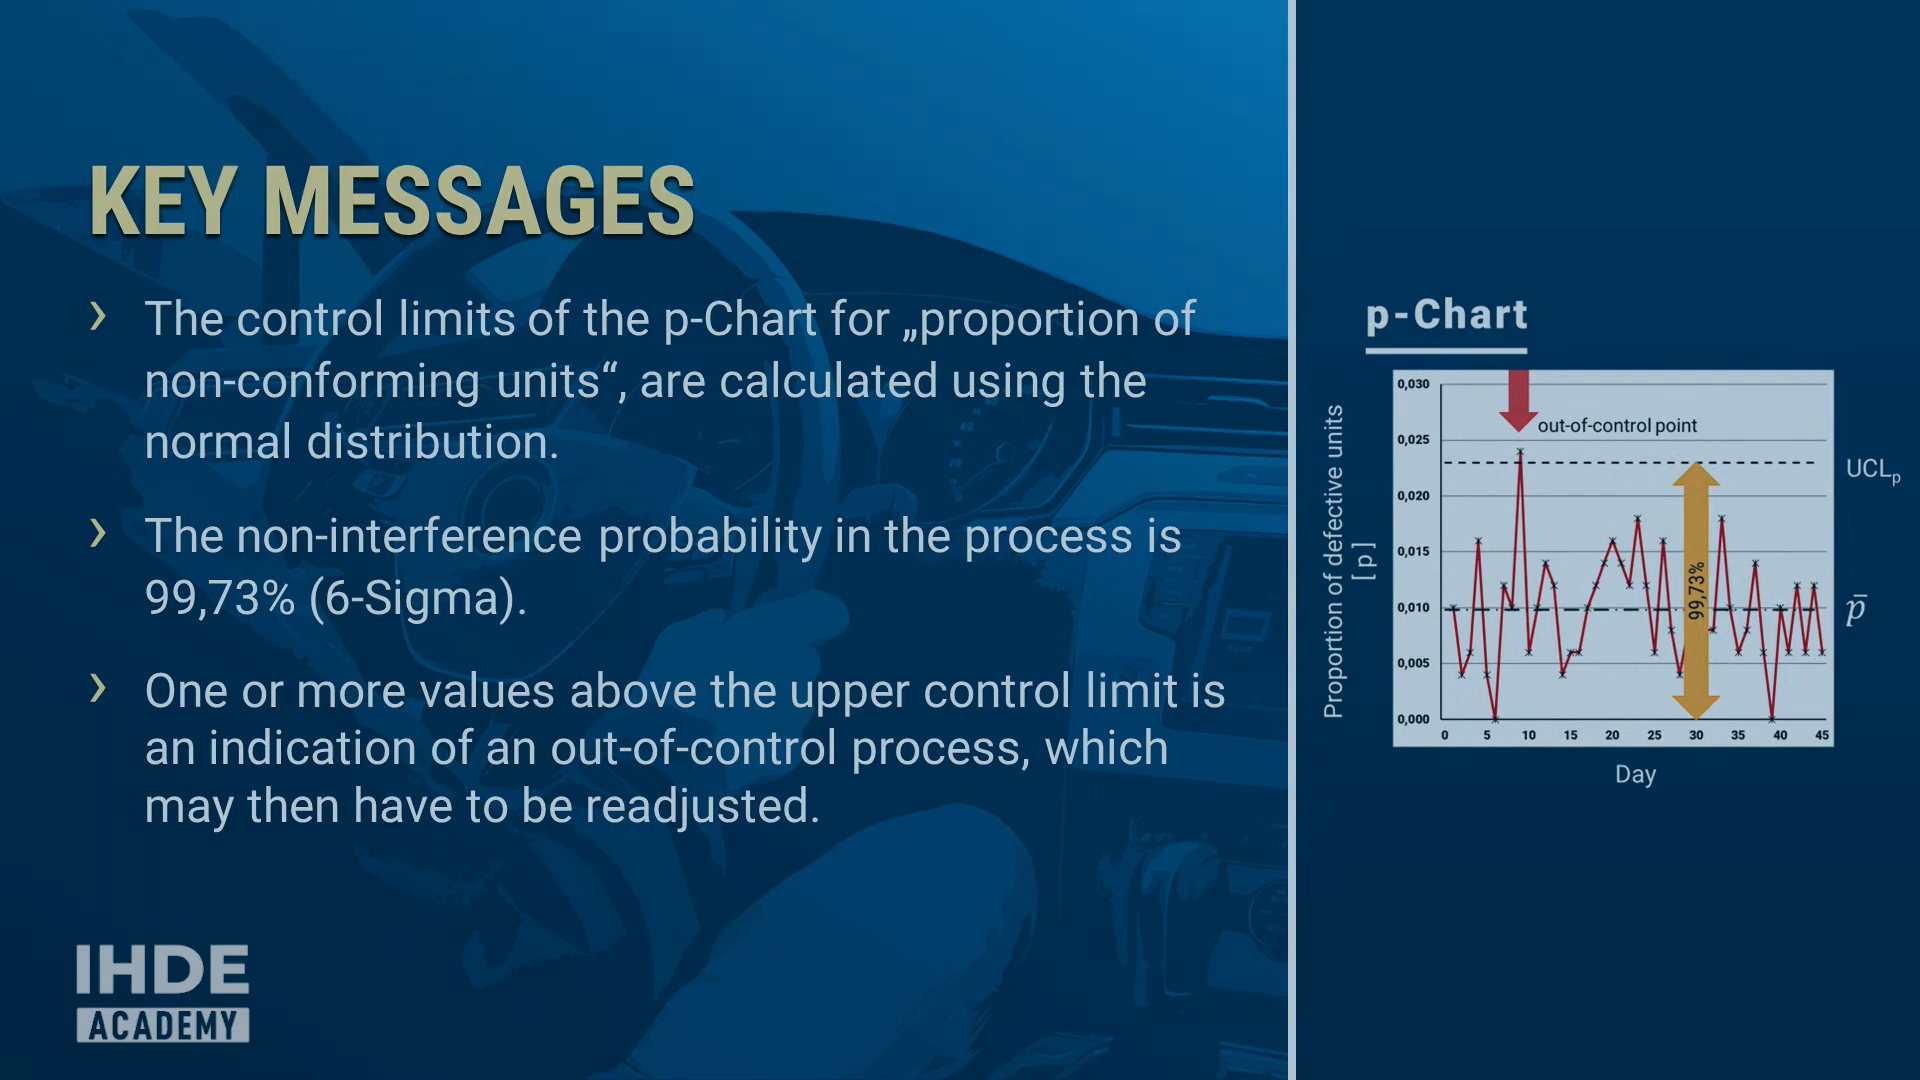 KEY MESSAGES
› The control limits of the p-Chart for „proportion of
non-conforming units“, are calculated using the
normal distribution.
› The non-interference probability in the process is
99,73% (6-Sigma).
› One or more values above the upper control limit is
an indication of an out-of-control process, which
may then have to be readjusted.
IHDE
ACADEMY
p-Chart
Proportion of defective units
[ p ]
0,030
0,025
0,020
0,015
0,010
0,005
0,000
out-of-control point
99,73%
UCLp
p̄
0 5 10 15 20 25 30 35 40 45
Day